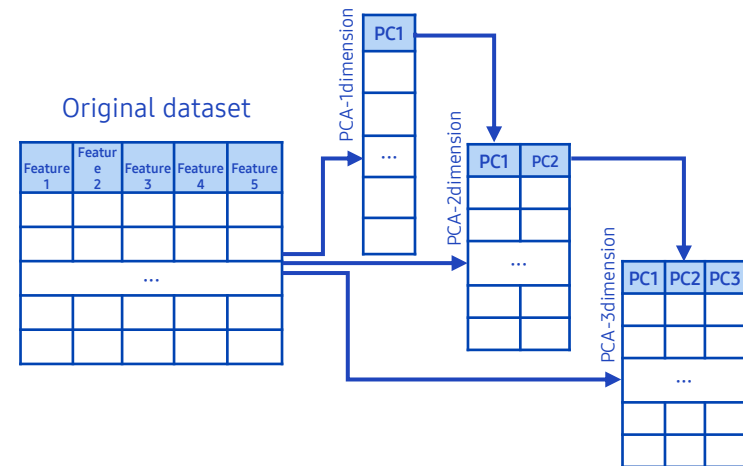 Original dataset
Feature
1
Featur
e
2
Feature
3
Feature
4
Feature
5
...
PCA-1dimension
PC1
...
PCA-2dimension
PC1 PC2
...
PCA-3dimension
PC1 PC2 PC3
...